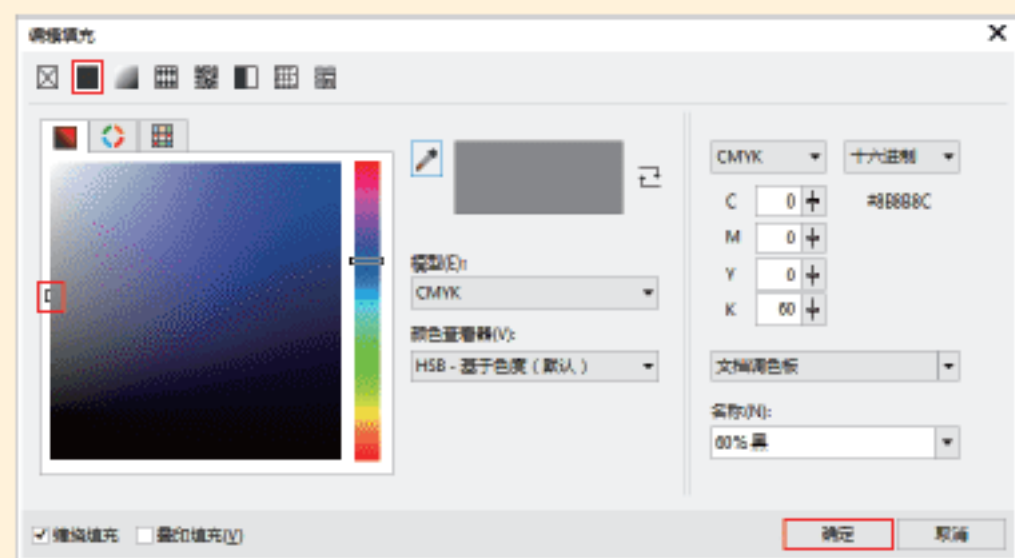 编辑填充
CMYK
十六进制
C 0
#8B8B8C
M 0
Y 0
K 60
模型(E):
CMYK
颜色查看器(V):
HSB - 基于色度（默认）
文档调色板
名称(N):
60% 黑
缠绕填充
叠印填充(V)
确定
取消